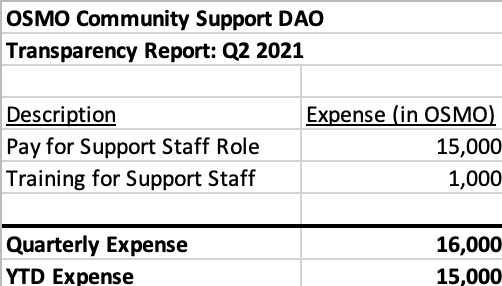 OSMO Community Support DAO
Transparency Report: Q2 2021
Description Expense (in OSMO)
Pay for Support Staff Role 15,000
Training for Support Staff 1,000
Quarterly Expense 16,000
YTD Expense 15,000